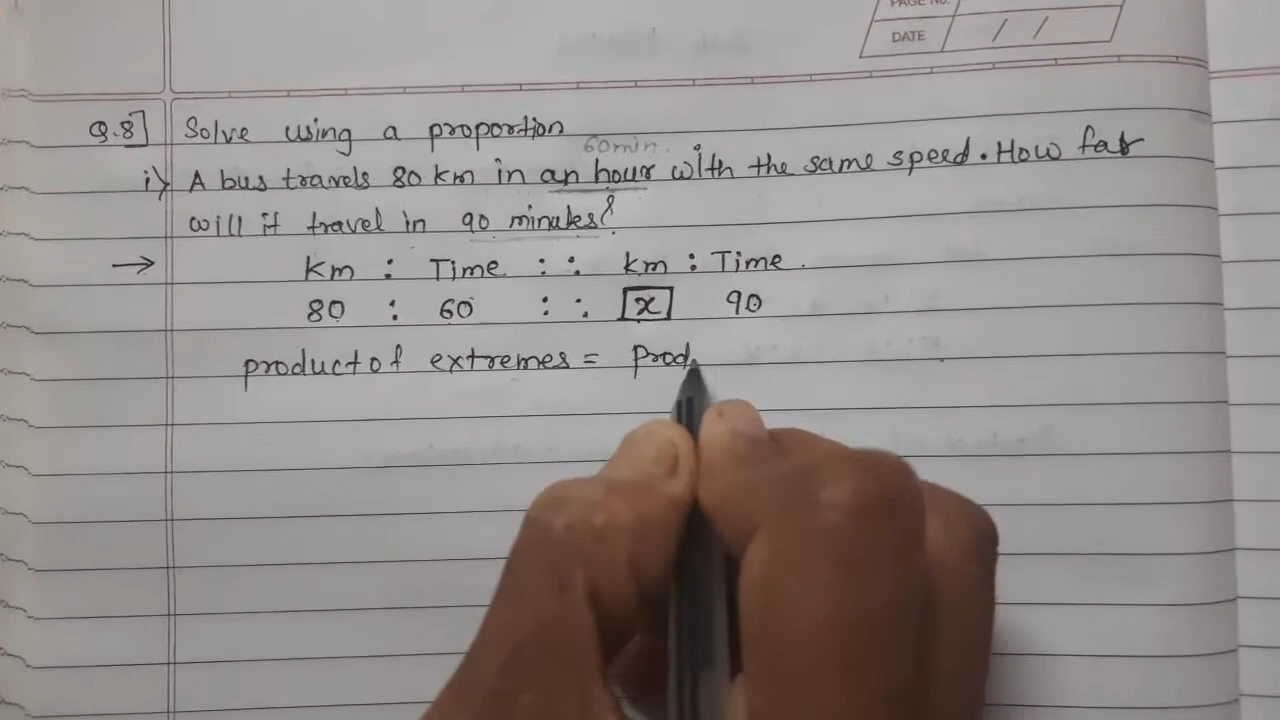 PAGE NO.
DATE / /
Q.8] Solve using a proportion
60min.
i) A bus travels 80 km in an hour with the same speed. How far
will it travel in 90 minutes?
→ Km : Time : : km : Time.
80 : 60 : : x 90
product of extremes = Prod